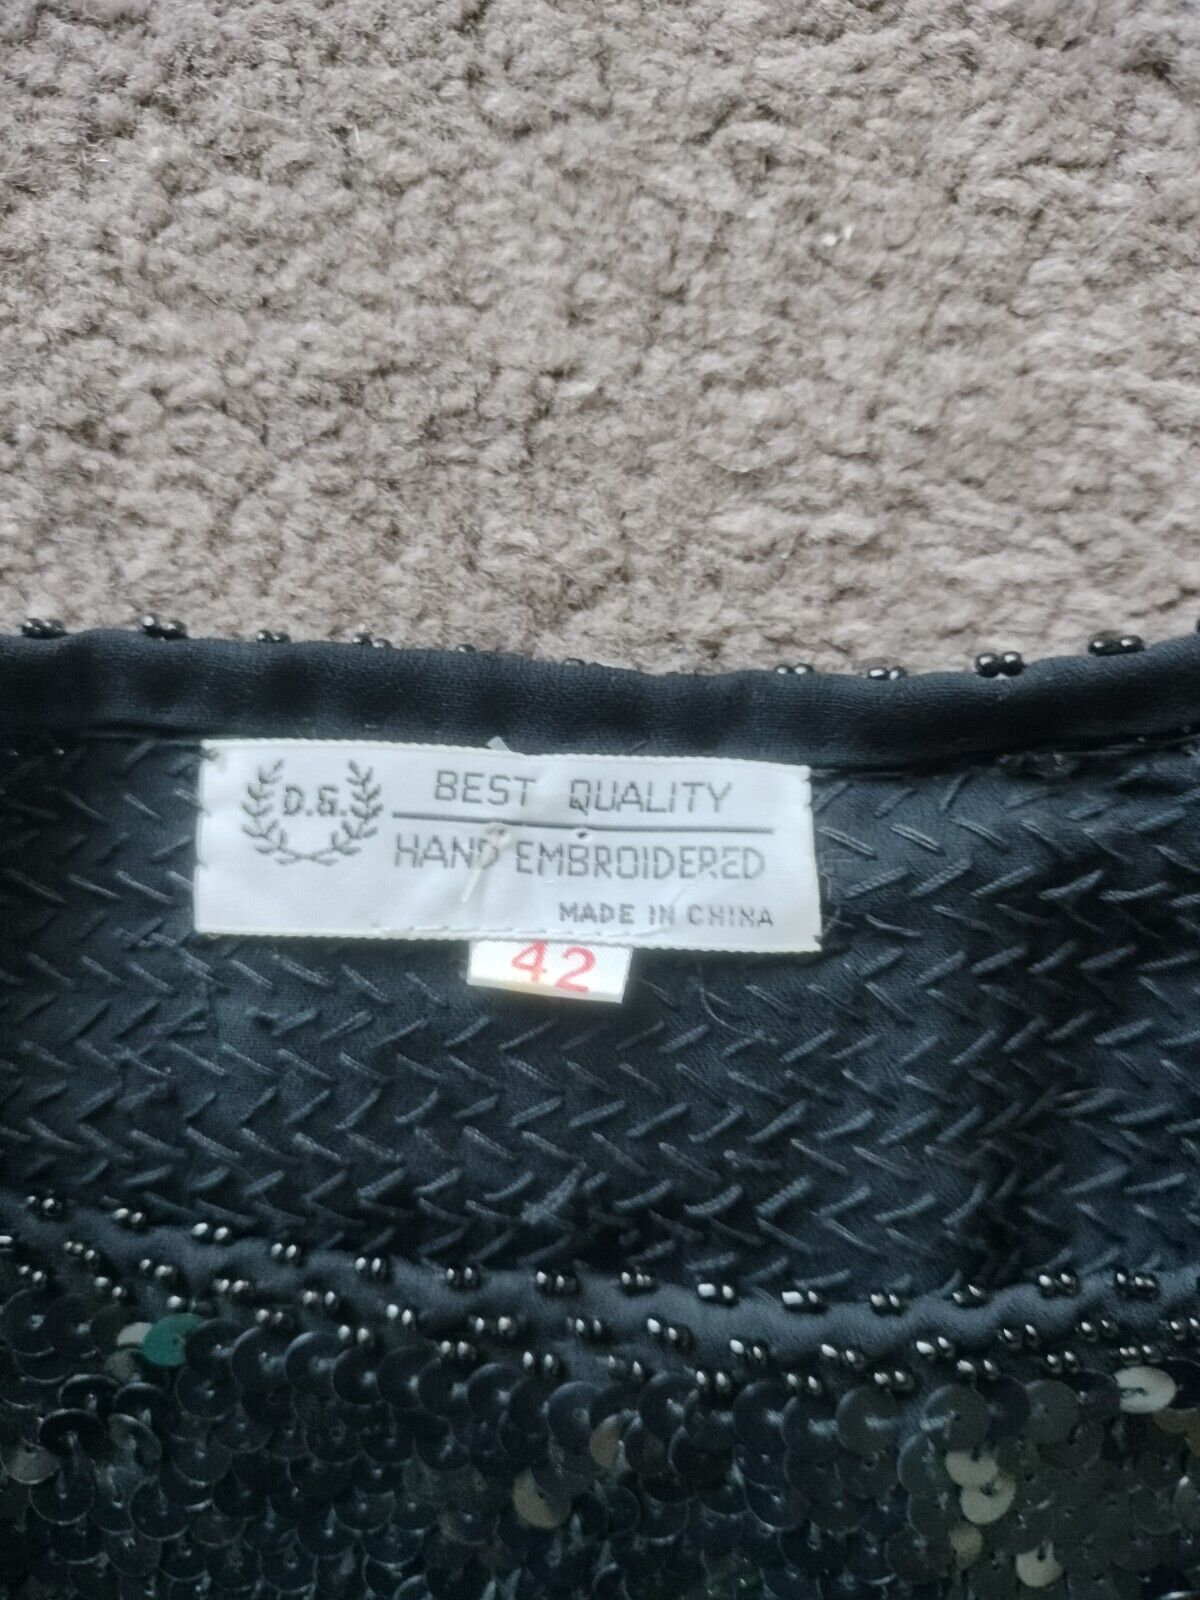 D.&.
BEST QUALITY
HAND EMBROIDERED
MADE IN CHINA
42